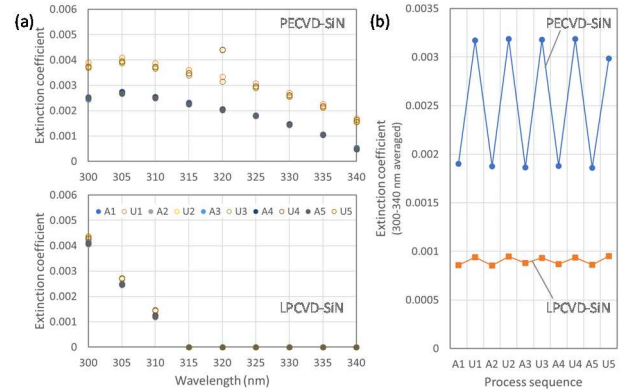 (a)
PECVD-SiN
Extinction coefficient
0.006
0.005
0.004
0.003
0.002
0.001
0
300 305 310 315 320 325 330 335 340
0.006
0.005
0.004
0.003
0.002
0.001
0
Extinction coefficient
A1 U1 A2 U2 A3 U3 A4 U4 A5 U5
LPCVD-SiN
300 305 310 315 320 325 330 335 340
Wavelength (nm)
(b)
PECVD-SiN
0.0035
0.003
0.0025
0.002
0.0015
0.001
0.0005
0
Extinction coefficient
(300-340 nm averaged)
LPCVD-SiN
A1 U1 A2 U2 A3 U3 A4 U4 A5 U5
Process sequence